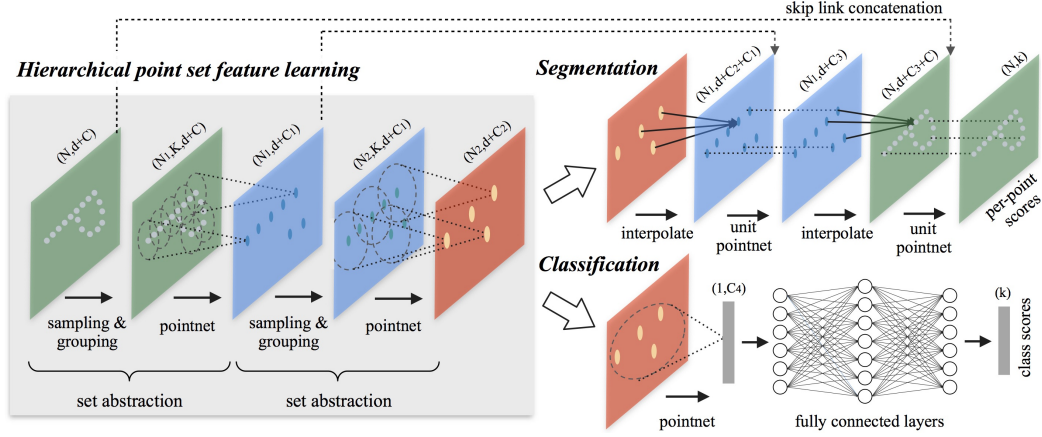 skip link concatenation
Hierarchical point set feature learning
(N,d+C)
(N1,K,d+C)
(N1,d+C1)
(N2,K,d+C1)
(N2,d+C2)
sampling &
grouping
pointnet
sampling &
grouping
pointnet
set abstraction
set abstraction
Segmentation
(N1,d+C2+C1)
(N1,d+C3)
(N,d+C3+C)
(N,k)
per-point
scores
interpolate
unit
pointnet
interpolate
unit
pointnet
Classification
(1,C4)
(k)
class scores
pointnet
fully connected layers